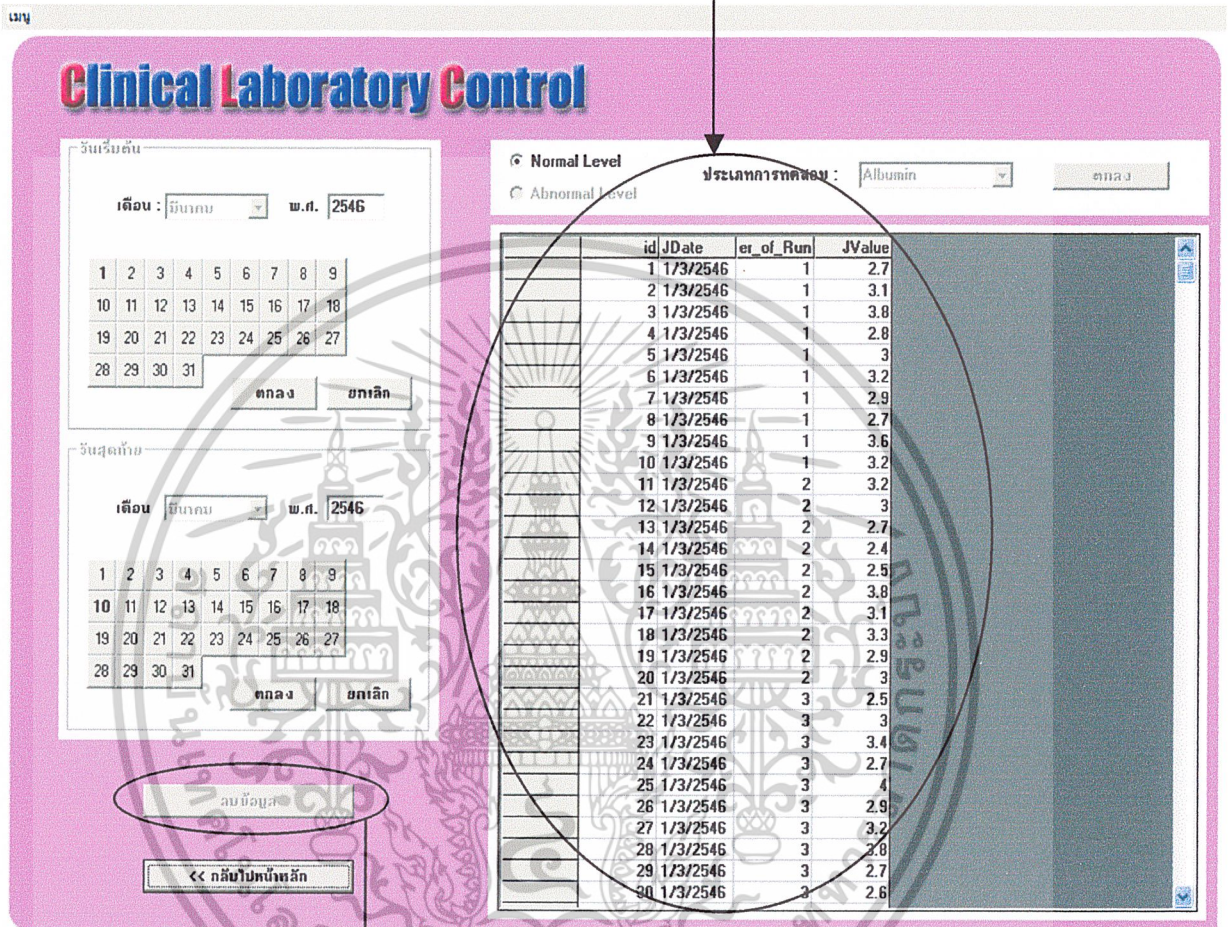 เมนู
Clinical Laboratory Control
วันเริ่มต้น
เดือน : มีนาคม พ.ศ. 2546
1 2 3 4 5 6 7 8 9
10 11 12 13 14 15 16 17 18
19 20 21 22 23 24 25 26 27
28 29 30 31
ตกลง ยกเลิก
วันสุดท้าย
เดือน มีนาคม พ.ศ. 2546
1 2 3 4 5 6 7 8 9
10 11 12 13 14 15 16 17 18
19 20 21 22 23 24 25 26 27
28 29 30 31
ตกลง ยกเลิก
ลบข้อมูล
<< กลับไปหน้าหลัก
Normal Level
Abnormal Level
ประเภทการทดสอบ : Albumin ตกลง
id JDate er_of_Run JValue
1 1/3/2546 1 2.7
2 1/3/2546 1 3.1
3 1/3/2546 1 3.8
4 1/3/2546 1 2.8
5 1/3/2546 1 3
6 1/3/2546 1 3.2
7 1/3/2546 1 2.9
8 1/3/2546 1 2.7
9 1/3/2546 1 3.6
10 1/3/2546 1 3.2
11 1/3/2546 2 3.2
12 1/3/2546 2 3
13 1/3/2546 2 2.7
14 1/3/2546 2 2.4
15 1/3/2546 2 2.5
16 1/3/2546 2 3.8
17 1/3/2546 2 3.1
18 1/3/2546 2 3.3
19 1/3/2546 2 2.9
20 1/3/2546 2 3
21 1/3/2546 3 2.5
22 1/3/2546 3 3
23 1/3/2546 3 3.4
24 1/3/2546 3 2.7
25 1/3/2546 3 4
26 1/3/2546 3 2.9
27 1/3/2546 3 3.2
28 1/3/2546 3 3.8
29 1/3/2546 3 2.7
30 1/3/2546 3 2.6